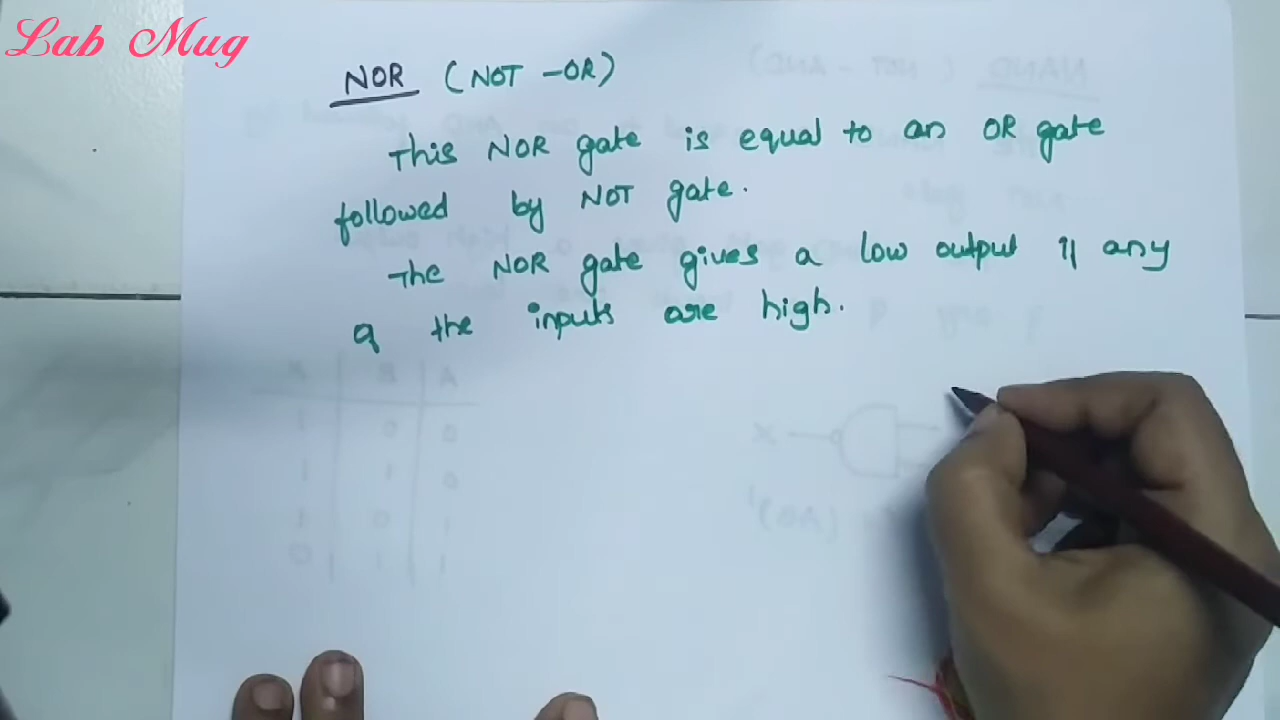 Lab Mug
NOR (NOT-OR)
This NOR gate is equal to an OR gate
followed by NOT gate.
The NOR gate gives a low output if any
of the inputs are high.